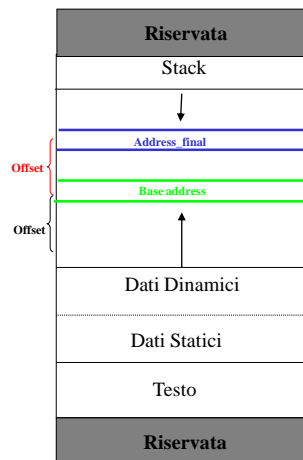 Riservata
Stack
Address_final
Offset
Base address
Offset
Dati Dinamici
Dati Statici
Testo
Riservata